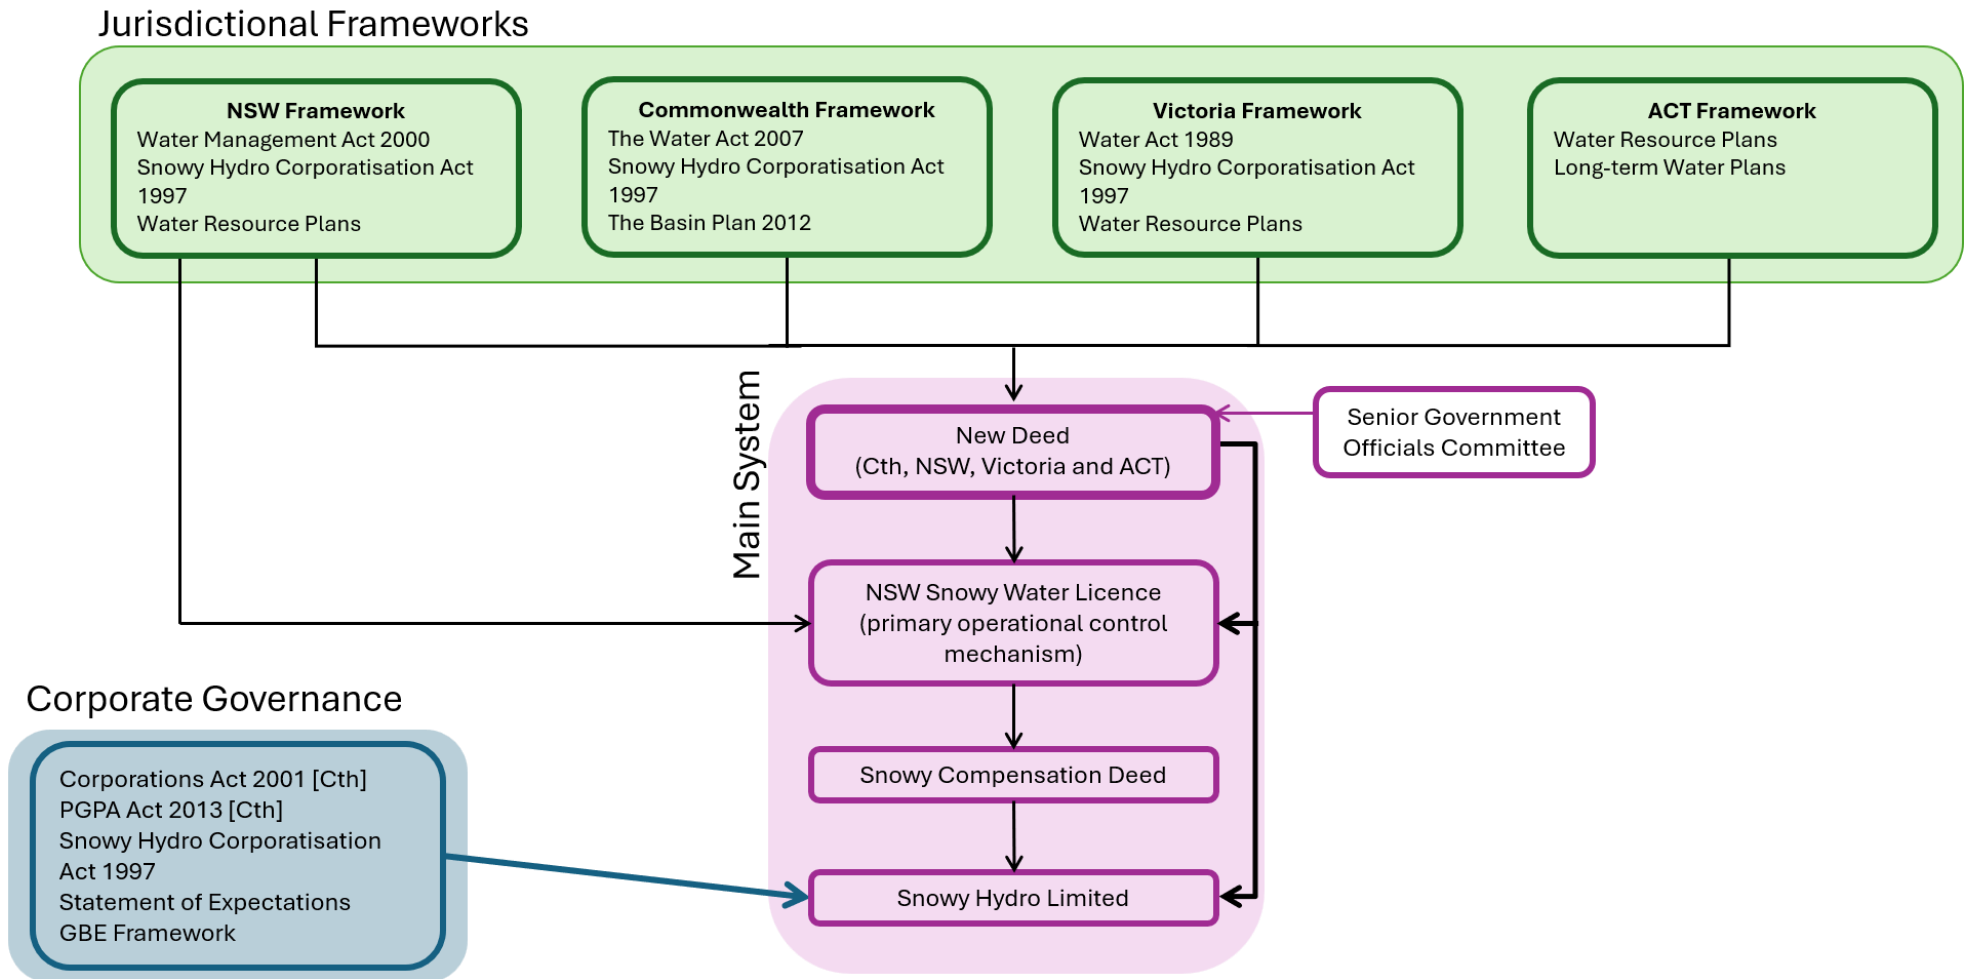 Jurisdictional Frameworks
NSW Framework
Water Management Act 2000
Snowy Hydro Corporatisation Act
1997
Water Resource Plans
Commonwealth Framework
The Water Act 2007
Snowy Hydro Corporatisation Act
1997
The Basin Plan 2012
Victoria Framework
Water Act 1989
Snowy Hydro Corporatisation Act
1997
Water Resource Plans
ACT Framework
Water Resource Plans
Long-term Water Plans
Main System
New Deed
(Cth, NSW, Victoria and ACT)
Senior Government
Officials Committee
NSW Snowy Water Licence
(primary operational control
mechanism)
Snowy Compensation Deed
Snowy Hydro Limited
Corporate Governance
Corporations Act 2001 [Cth]
PGPA Act 2013 [Cth]
Snowy Hydro Corporatisation
Act 1997
Statement of Expectations
GBE Framework